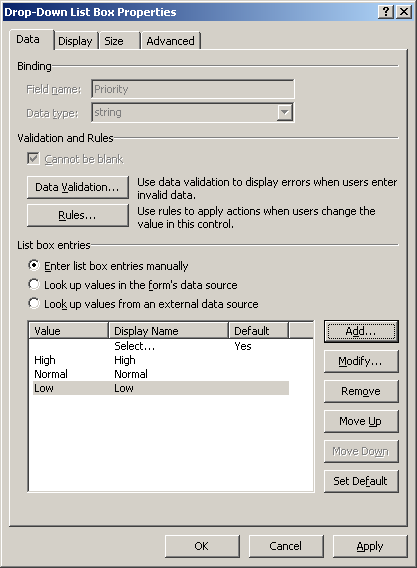 Drop-Down List Box Properties
Data Display Size Advanced
Binding
Field name: Priority
Data type: string
Validation and Rules
Cannot be blank
Data Validation... Use data validation to display errors when users enter
invalid data.
Rules... Use rules to apply actions when users change the
value in this control.
List box entries
Enter list box entries manually
Look up values in the form's data source
Look up values from an external data source
Value Display Name Default
Select... Yes
High High
Normal Normal
Low Low
Add...
Modify...
Remove
Move Up
Move Down
Set Default
OK Cancel Apply